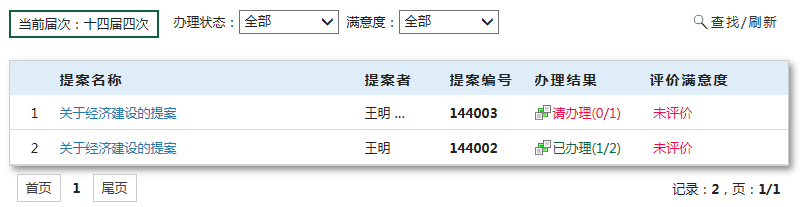 当前届次：十四届四次 办理状态：全部 满意度：全部 查找/刷新
提案名称 提案者 提案编号 办理结果 评价满意度
1 关于经济建设的提案 王明 ... 144003 请办理(0/1) 未评价
2 关于经济建设的提案 王明 144002 已办理(1/2) 未评价
首页 1 尾页 记录：2，页：1/1